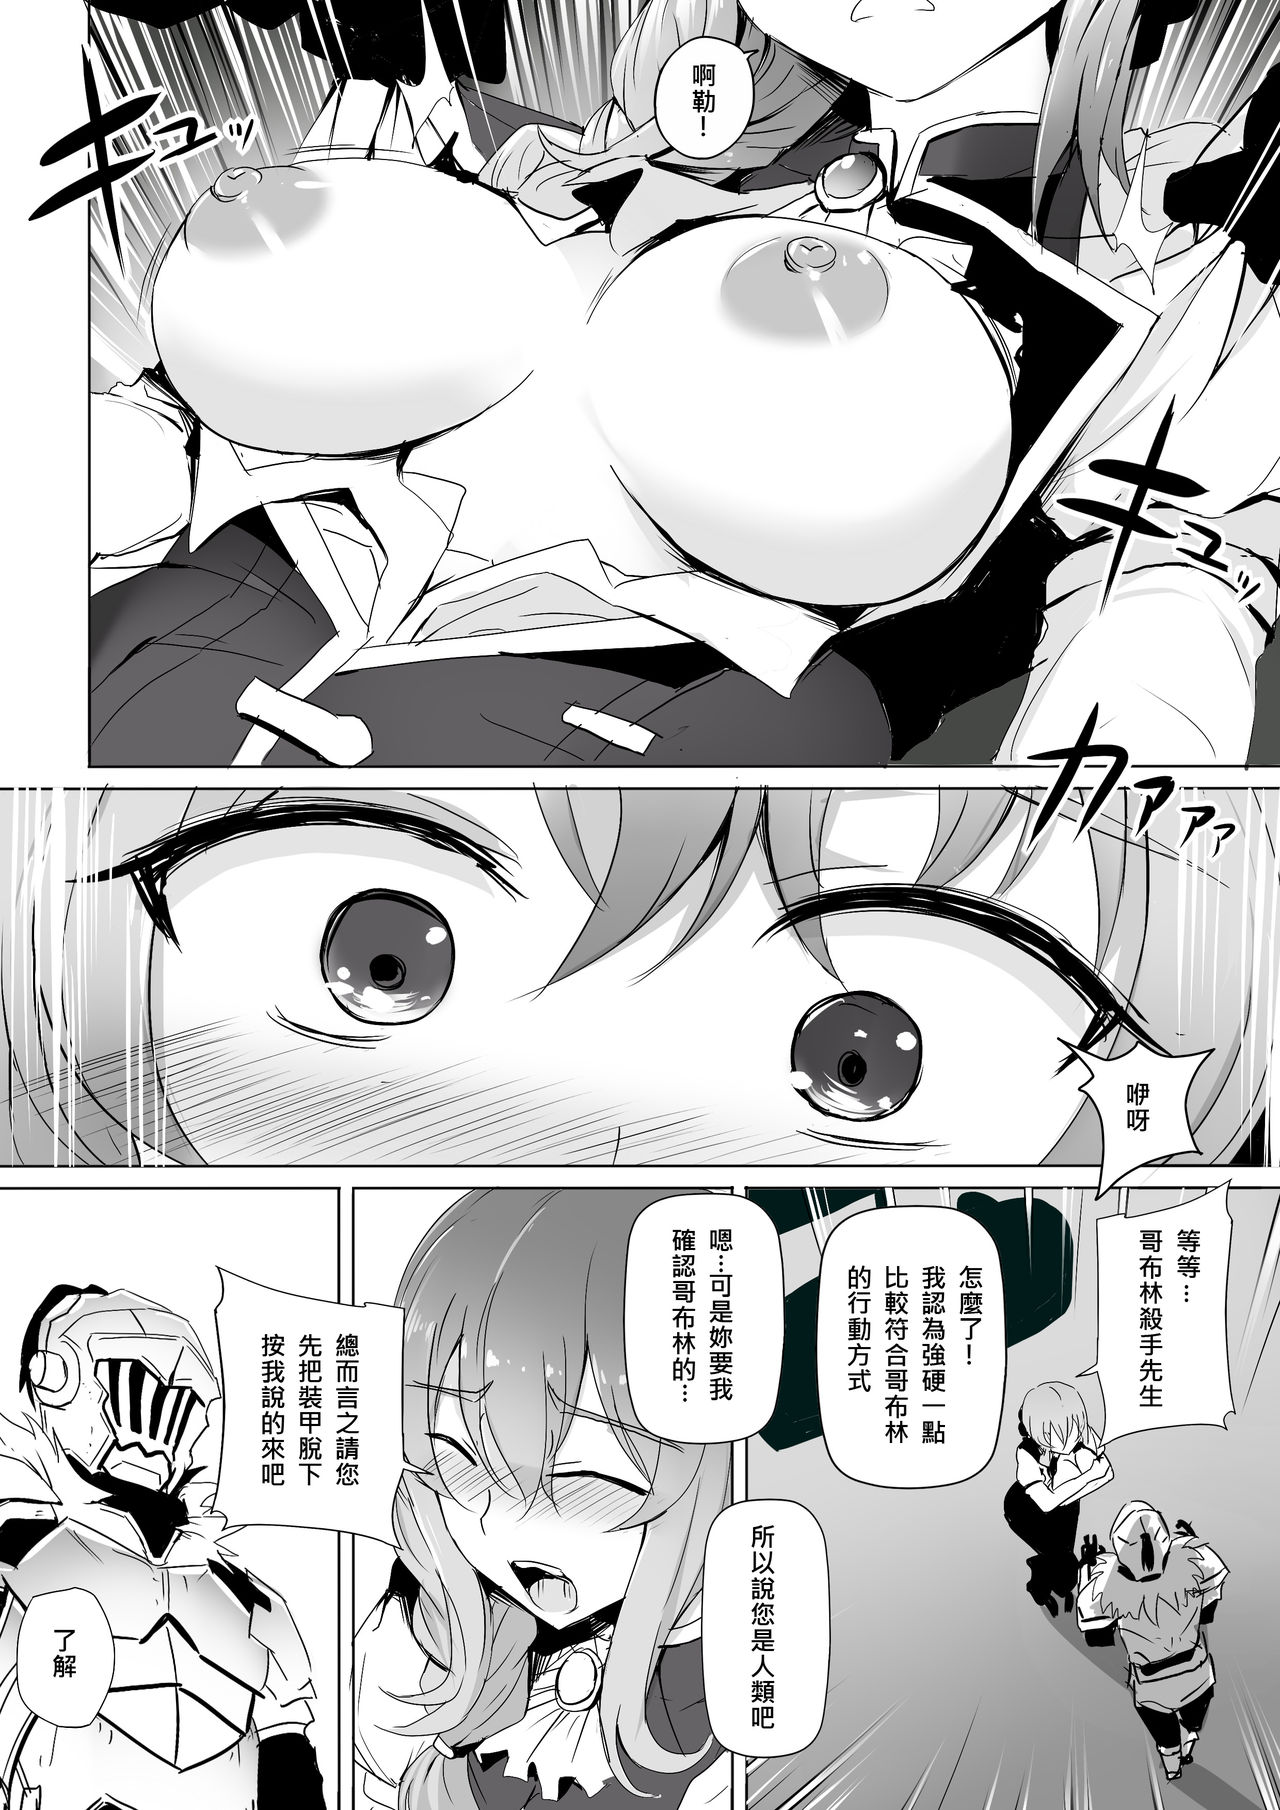 啊勒！
キュッ
キュッ
カァァァ
咿呀
等等…
哥布林殺手先生
怎麼了！
我認為強硬一點
比較符合哥布林
的行動方式
嗯…可是妳要我
確認哥布林的…
所以說您是人類吧
總而言之請您
先把裝甲脫下
按我說的來吧
了解